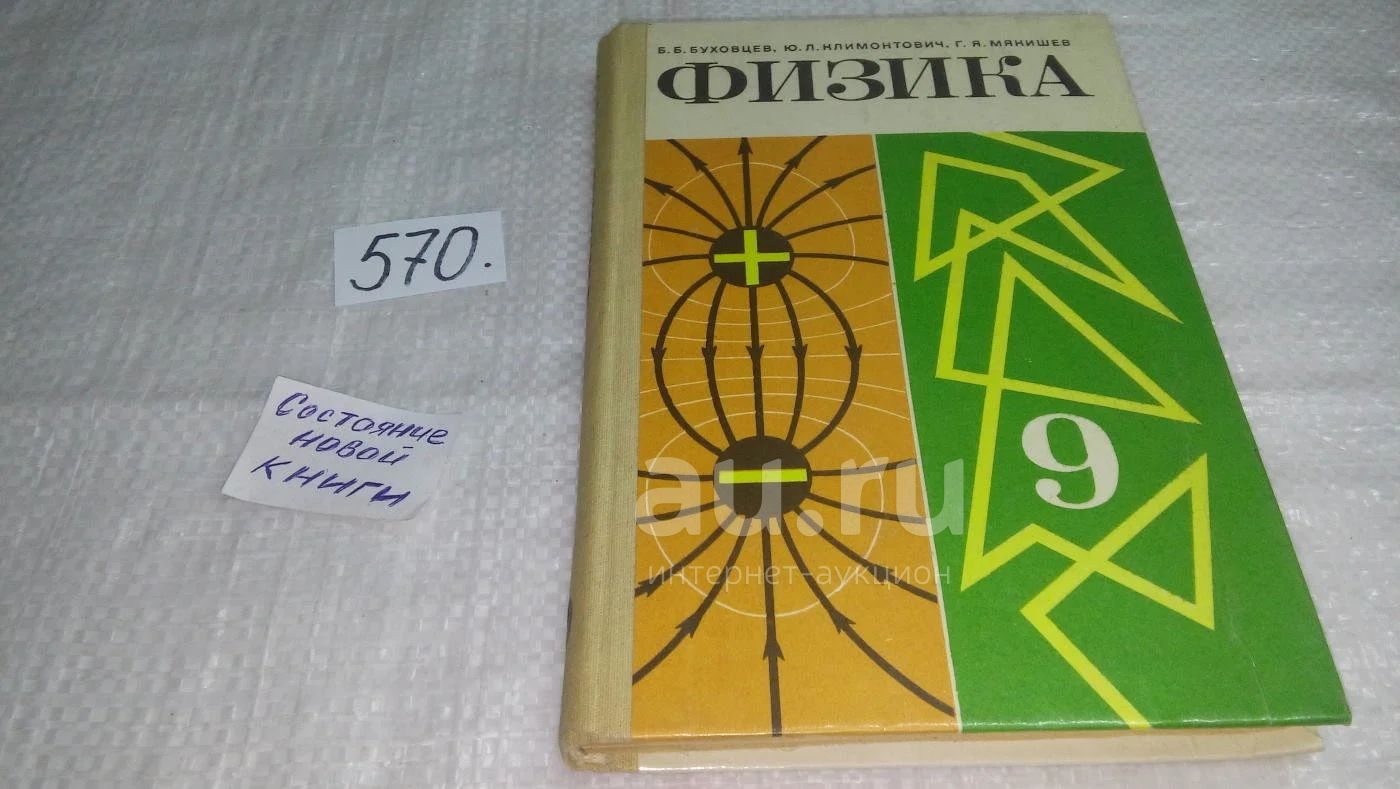 Б. Б. БУХОВЦЕВ, Ю. Л. КЛИМОНТОВИЧ, Г. Я. МЯКИШЕВ
ФИЗИКА
570.
Состояние
новой
книги
+
−
9
au.ru
интернет-аукцион